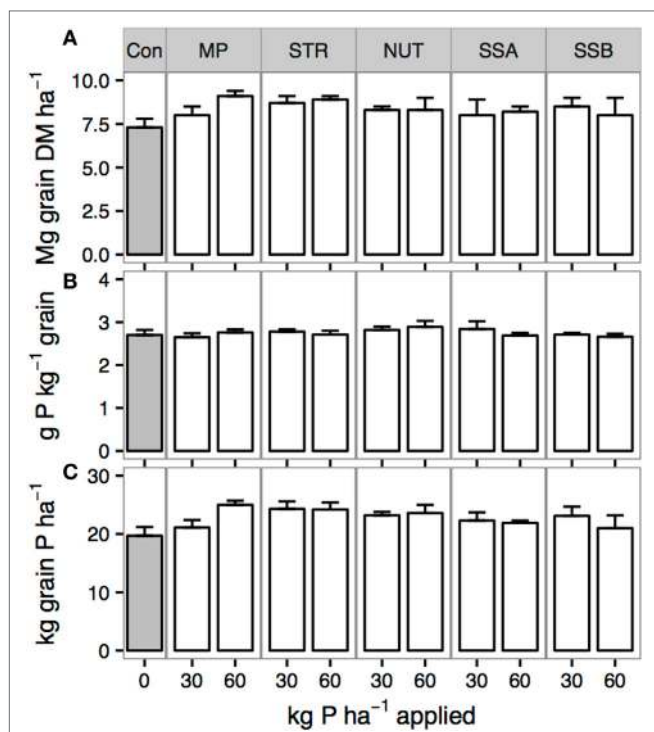 A
Con MP STR NUT SSA SSB
Mg grain DM ha⁻¹
10.0
7.5
5.0
2.5
0.0
B
g P kg⁻¹ grain
4
3
2
1
0
C
kg grain P ha⁻¹
30
20
10
0
0 30 60 30 60 30 60 30 60 30 60
kg P ha⁻¹ applied